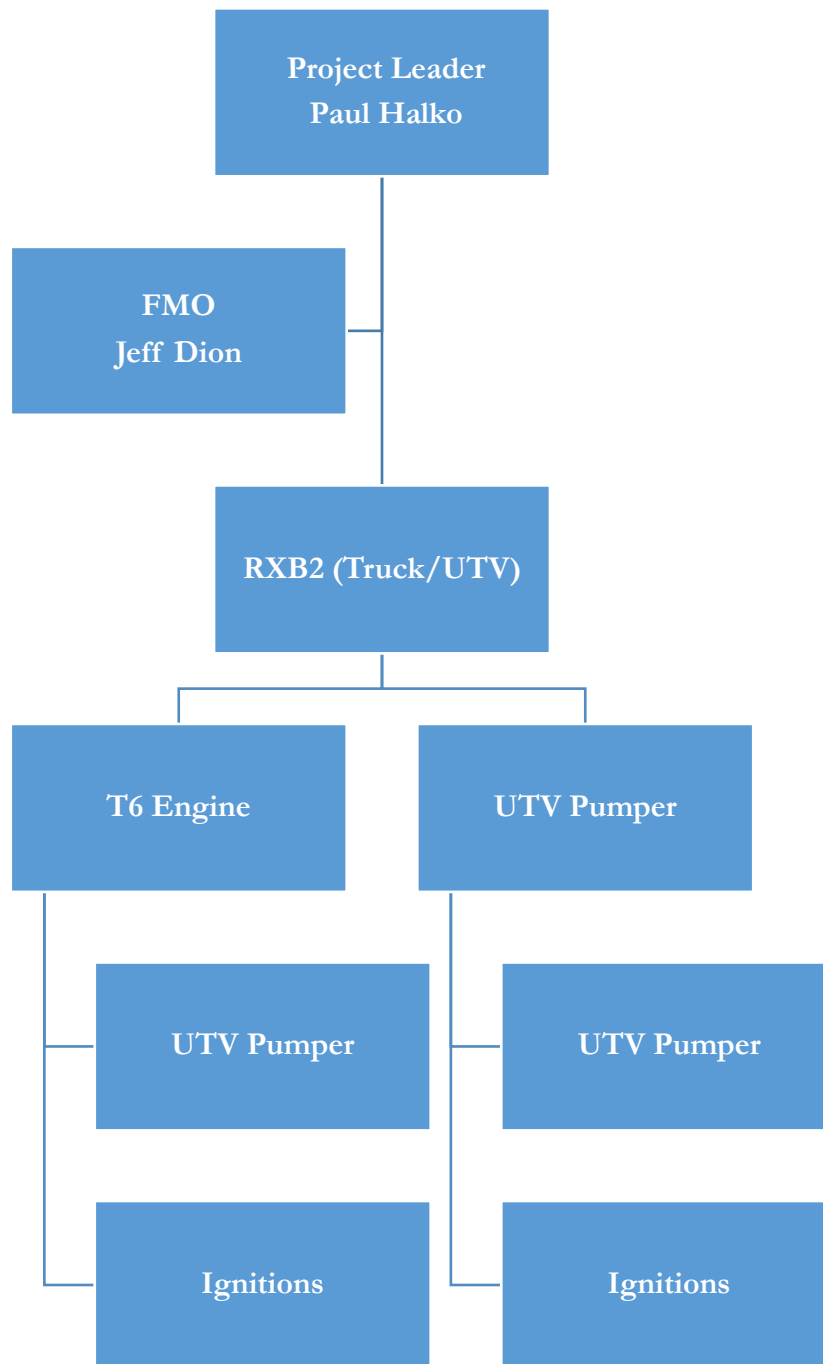 Project Leader
Paul Halko
FMO
Jeff Dion
RXB2 (Truck/UTV)
T6 Engine
UTV Pumper
UTV Pumper
UTV Pumper
Ignitions
Ignitions